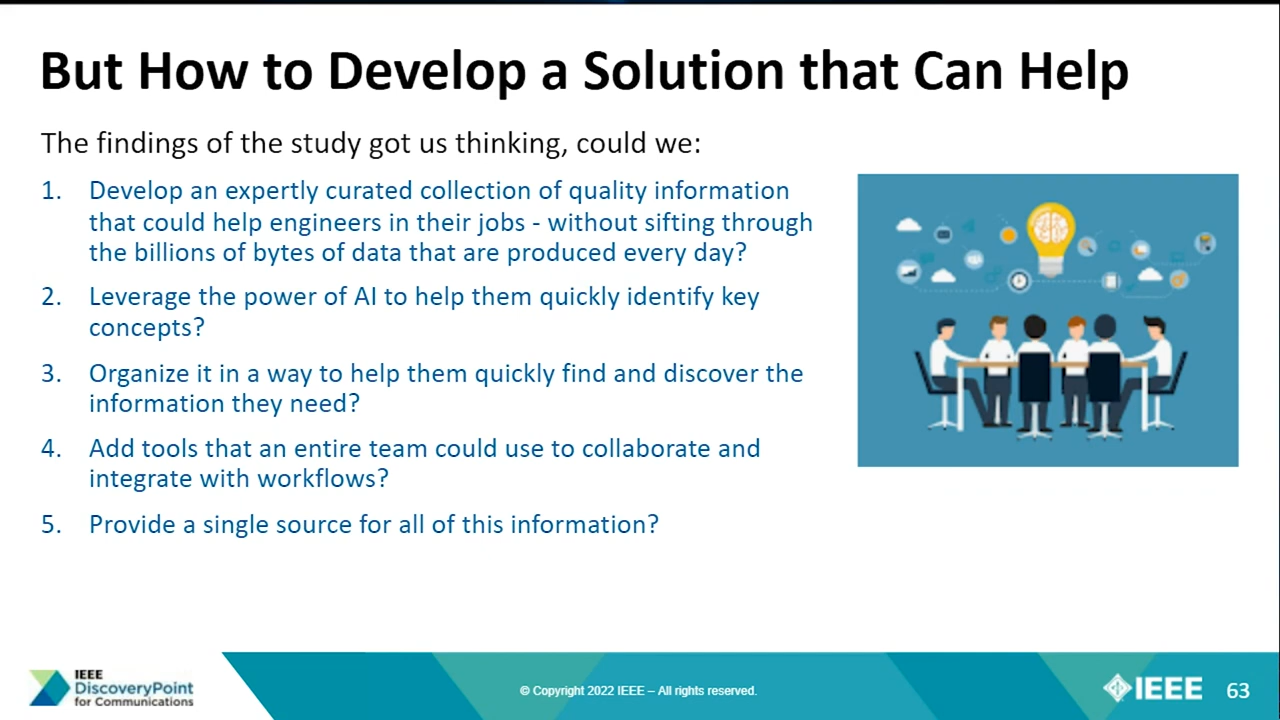 But How to Develop a Solution that Can Help
The findings of the study got us thinking, could we:
1. Develop an expertly curated collection of quality information
that could help engineers in their jobs - without sifting through
the billions of bytes of data that are produced every day?
2. Leverage the power of AI to help them quickly identify key
concepts?
3. Organize it in a way to help them quickly find and discover the
information they need?
4. Add tools that an entire team could use to collaborate and
integrate with workflows?
5. Provide a single source for all of this information?
IEEE
DiscoveryPoint
for Communications
© Copyright 2022 IEEE – All rights reserved.
IEEE
63